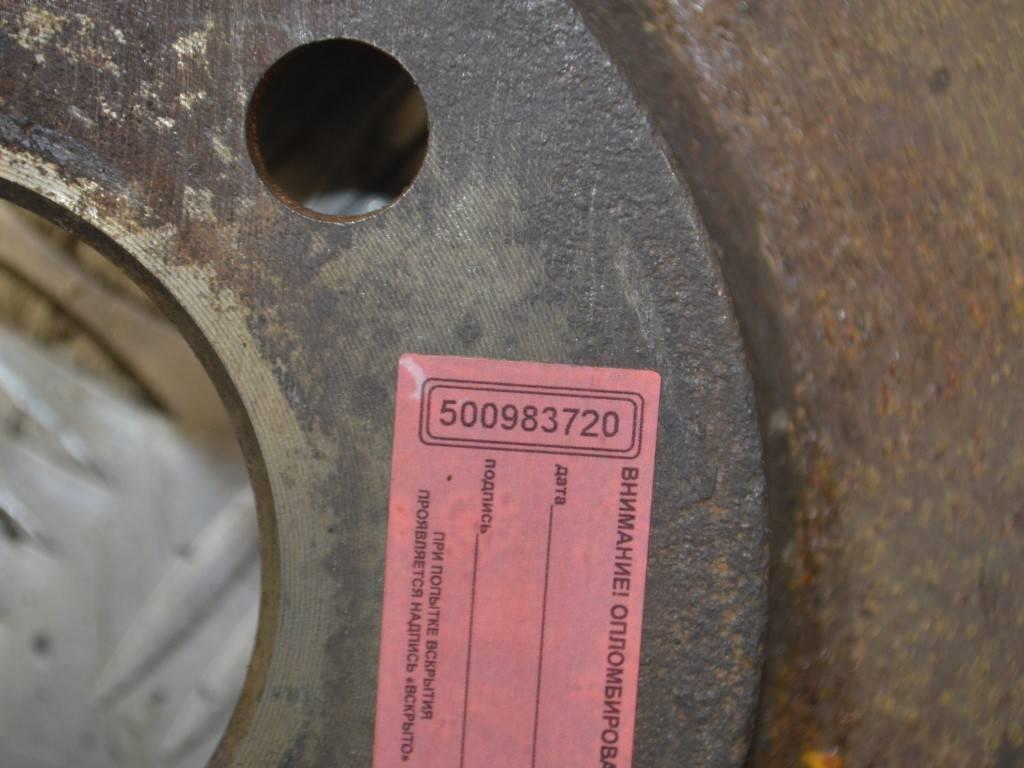 500983720
ВНИМАНИЕ! ОПЛОМБИРОВА
дата
подпись
ПРИ ПОПЫТКЕ ВСКРЫТИЯ
ПРОЯВЛЯЕТСЯ НАДПИСЬ «ВСКРЫТО»